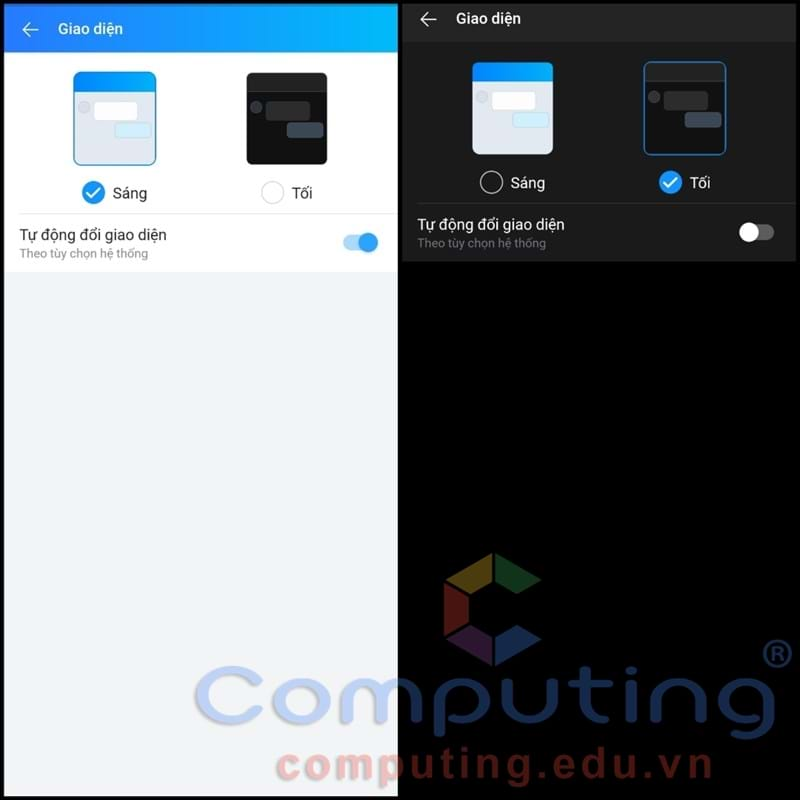 Giao diện
Sáng
Tối
Tự động đổi giao diện
Theo tùy chọn hệ thống
Giao diện
Sáng
Tối
Tự động đổi giao diện
Theo tùy chọn hệ thống
Computing®
computing.edu.vn